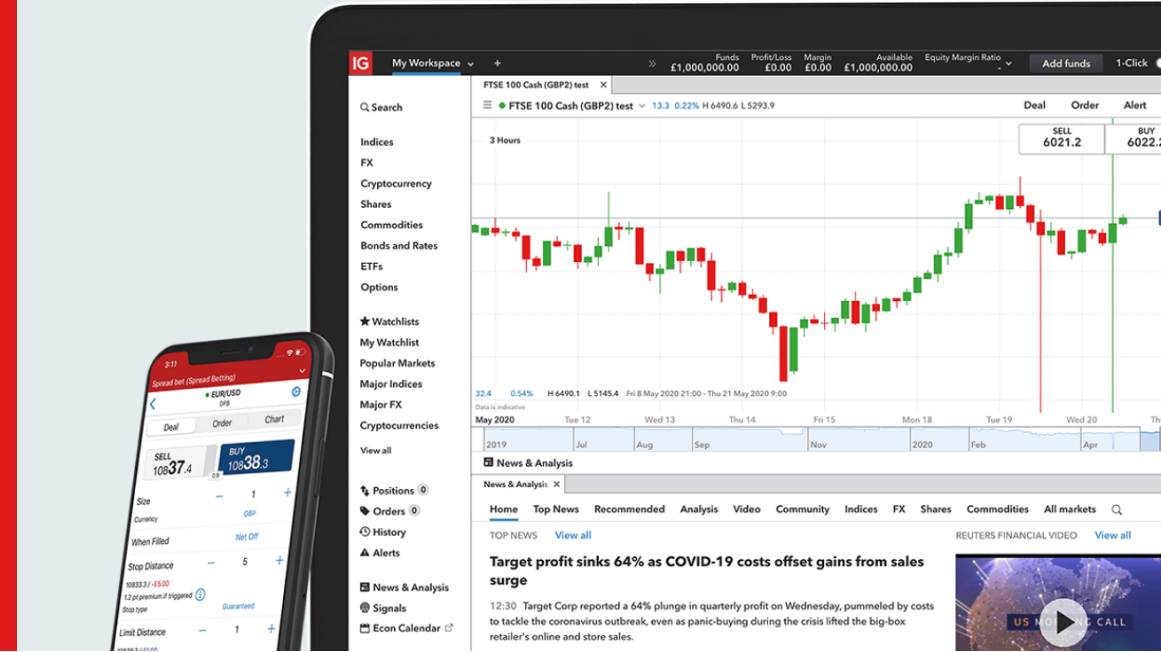 IG
My Workspace
+
Funds
£1,000,000.00
Profit/Loss
£0.00
Margin
£0.00
Available
£1,000,000.00
Equity Margin Ratio
-
Add funds
1-Click
FTSE 100 Cash (GBP2) test
FTSE 100 Cash (GBP2) test 13.3 0.22% H 6490.6 L 5293.9
Deal Order Alert
3 Hours
SELL
6021.2
BUY
6022.2
Search
Indices
FX
Cryptocurrency
Shares
Commodities
Bonds and Rates
ETFs
Options
Watchlists
My Watchlist
Popular Markets
Major Indices
Major FX
Cryptocurrencies
View all
Positions 0
Orders 0
History
Alerts
News & Analysis
Signals
Econ Calendar
32.4 0.54% H 6490.1 L 5145.4 Fri 8 May 2020 21:00 - Thu 21 May 2020 9:00
Data is indicative
May 2020 Tue 12 Wed 13 Thu 14 Fri 15 Mon 18 Tue 19 Wed 20
2019 Jul Aug Sep Nov 2020 Feb Apr
News & Analysis
News & Analysis
Home Top News Recommended Analysis Video Community Indices FX Shares Commodities All markets
TOP NEWS View all
REUTERS FINANCIAL VIDEO View all
Target profit sinks 64% as COVID-19 costs offset gains from sales
surge
12:30 Target Corp reported a 64% plunge in quarterly profit on Wednesday, pummeled by costs
to tackle the coronavirus outbreak, even as panic-buying during the crisis lifted the big-box
retailer's online and store sales.
US CALL
3:11
Spread bet (Spread Betting)
EUR/USD
DFB
Deal Order Chart
SELL
10837.4
BUY
10838.3
0.9
Size - 1 +
Currency GBP
When Filled Net Off
Stop Distance - 5 +
10833.3 / -£5.00
1.2 pt premium if triggered
Stop type Guaranteed
Limit Distance - 1 +